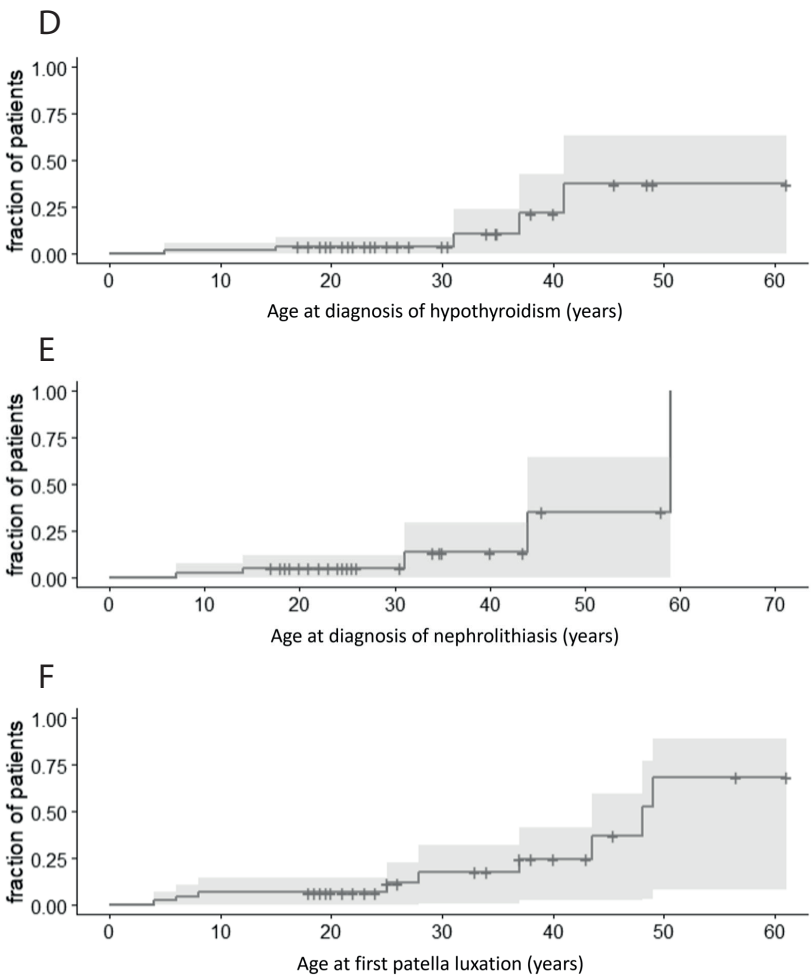 D
fraction of patients
1.00
0.75
0.50
0.25
0.00
0 10 20 30 40 50 60
Age at diagnosis of hypothyroidism (years)
E
fraction of patients
1.00
0.75
0.50
0.25
0.00
0 10 20 30 40 50 60 70
Age at diagnosis of nephrolithiasis (years)
F
fraction of patients
1.00
0.75
0.50
0.25
0.00
0 10 20 30 40 50 60
Age at first patella luxation (years)